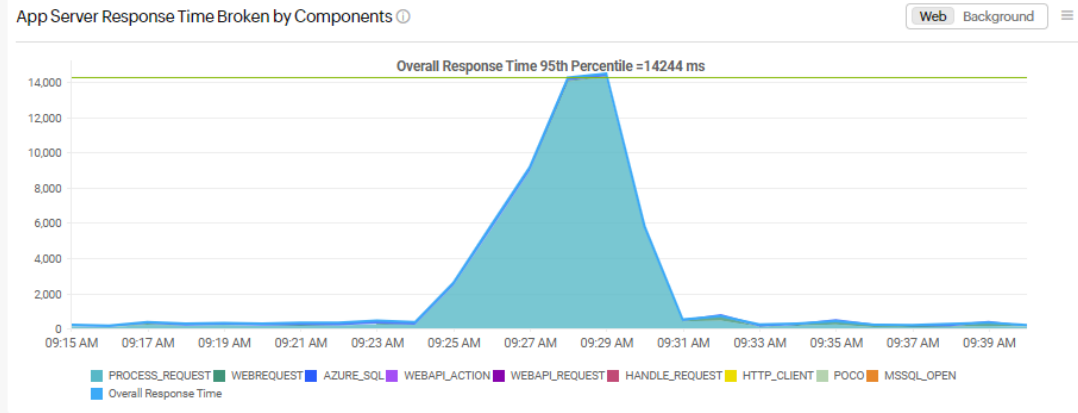 App Server Response Time Broken by Components
Web Background
Overall Response Time 95th Percentile =14244 ms
14,000
12,000
10,000
8,000
6,000
4,000
2,000
0
09:15 AM 09:17 AM 09:19 AM 09:21 AM 09:23 AM 09:25 AM 09:27 AM 09:29 AM 09:31 AM 09:33 AM 09:35 AM 09:37 AM 09:39 AM
PROCESS_REQUEST WEBREQUEST AZURE_SQL WEBAPI_ACTION WEBAPI_REQUEST HANDLE_REQUEST HTTP_CLIENT POCO MSSQL_OPEN
Overall Response Time